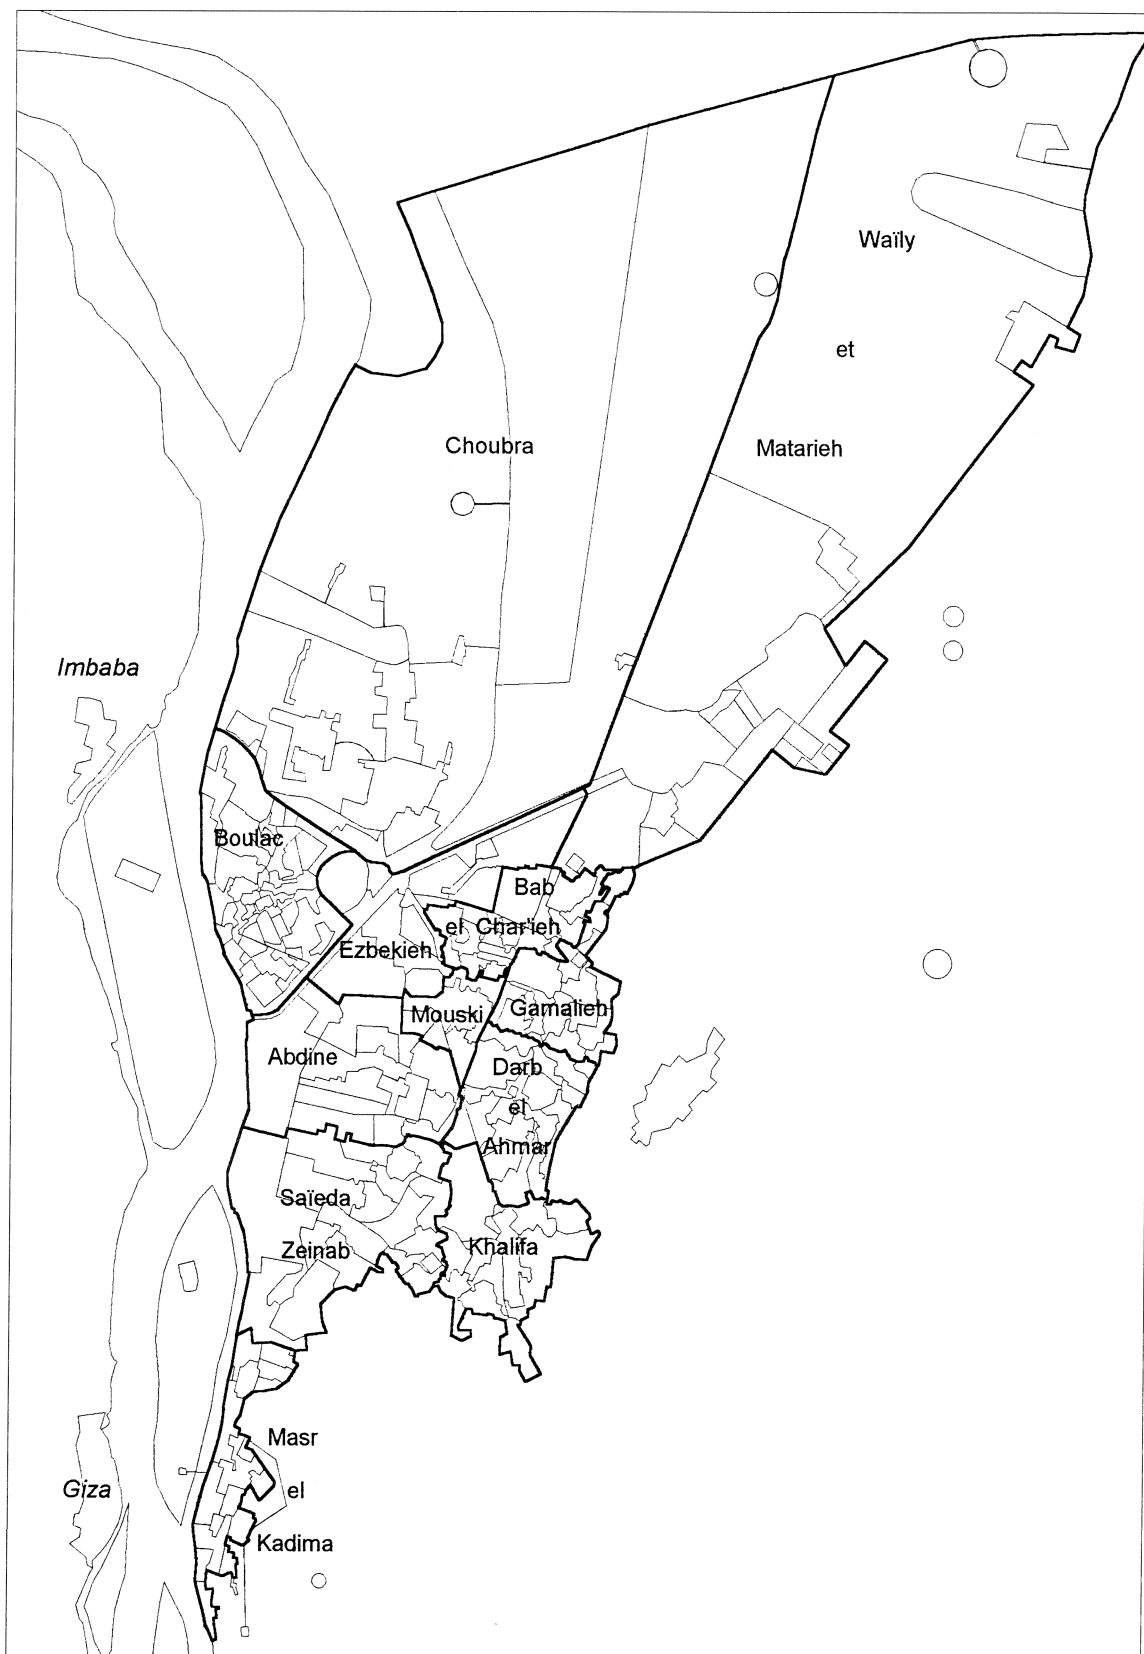 Waïly
et
Matarieh
Choubra
Imbaba
Boulac
Bab
el Char'ieh
Ezbekieh
Mouski
Gamalieh
Abdine
Darb
el
Ahmar
Saïeda
Zeinab
Khalifa
Masr
el
Kadima
Giza